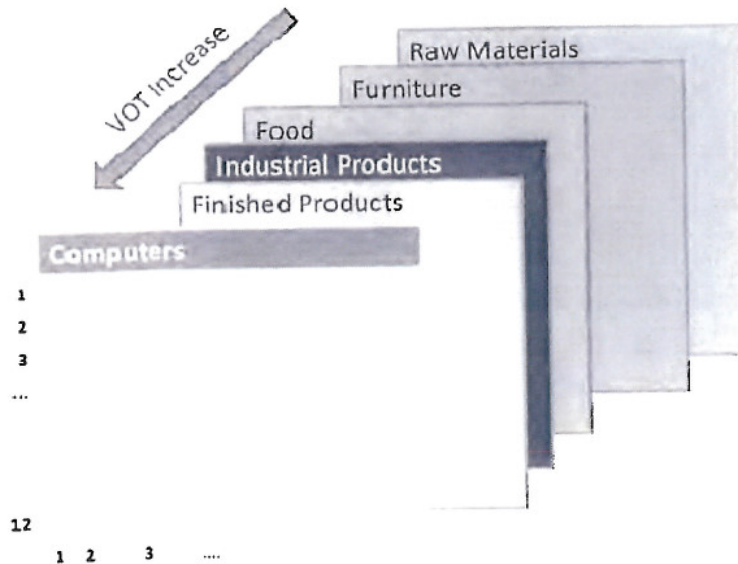 VOT Increase
Raw Materials
Furniture
Food
Industrial Products
Finished Products
Computers
1
2
3
...
12
1 2 3 ....